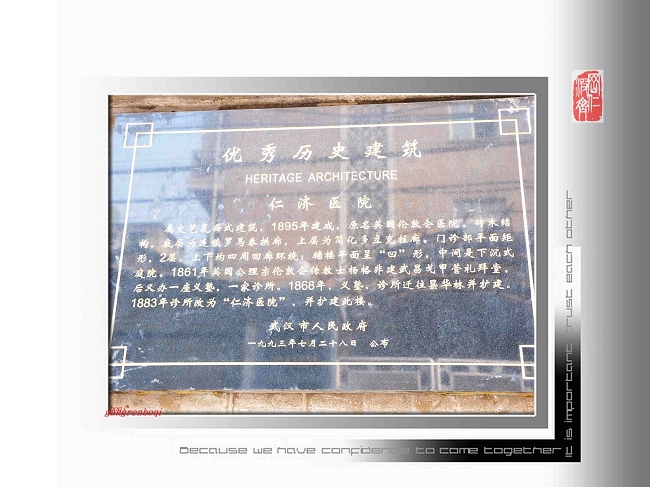 优秀历史建筑
HERITAGE ARCHITECTURE
仁济医院
属文艺复兴式建筑，1895年建成，原名英国伦敦会医院。砖木结
构，底层为连续罗马券拱廊，上层为简化多立克柱廊。门诊部平面矩
形，2层，上下均四周回廊环绕；辅楼平面呈“凹”形，中间是下沉式
庭院。1861年英国公理宗伦敦会传教士杨格非建武昌戈甲营礼拜堂，
后又办一座义塾，一家诊所。1868年，义塾，诊所迁往昙华林并扩建。
1883年诊所改为“仁济医院”，并扩建此楼。
武汉市人民政府
一九九三年七月二十八日 公布
gangrenboqi
Because we have confidence to come together
It is important trust each other